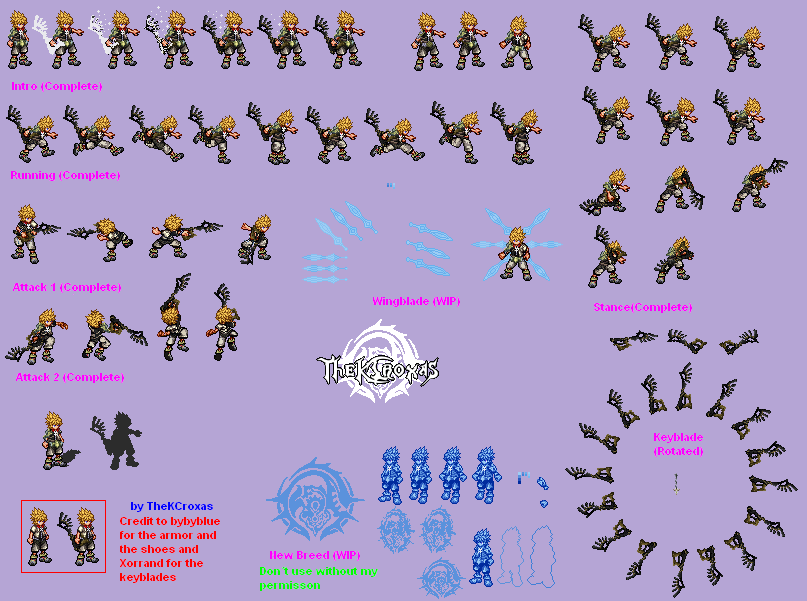 Intro (Complete)
Running (Complete)
Attack 1 (Complete)
Wingblade (WIP)
Stance(Complete)
TheKCroxas
Attack 2 (Complete)
Keyblade
(Rotated)
by TheKCroxas
Credit to bybyblue
for the armor and
the shoes and
Xorrand for the
keyblades
New Breed (WIP)
Don t use without my
permisson